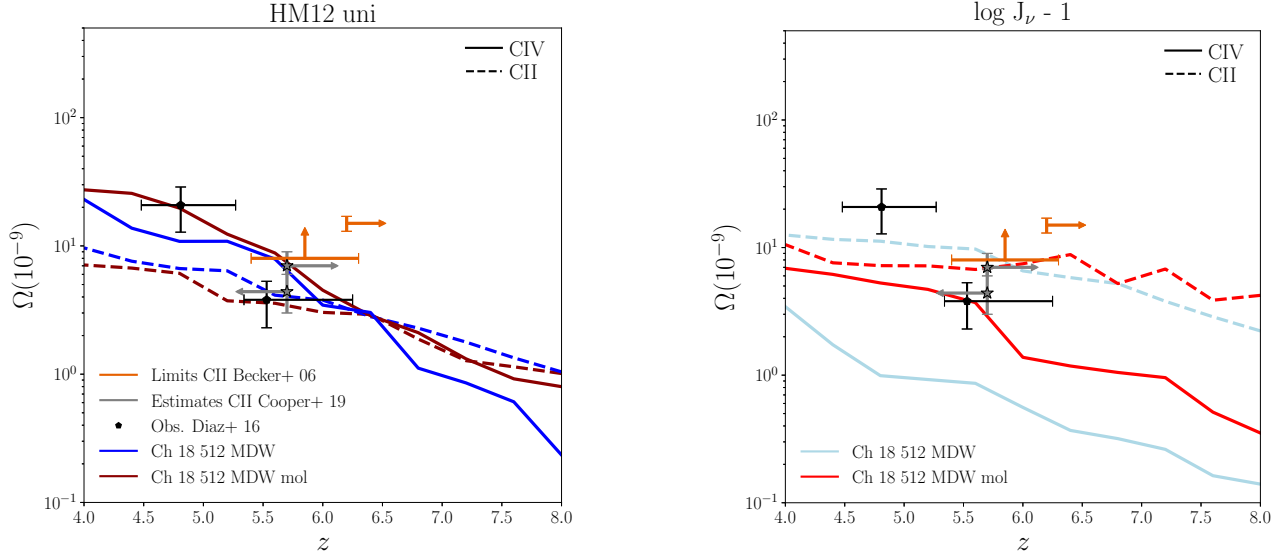 HM12 uni
CIV
CII
10²
10¹
10⁰
10⁻¹
Ω(10⁻⁹)
Limits CII Becker+ 06
Estimates CII Cooper+ 19
Obs. Diaz+ 16
Ch 18 512 MDW
Ch 18 512 MDW mol
4.0 4.5 5.0 5.5 6.0 6.5 7.0 7.5 8.0
z
log Jν - 1
CIV
CII
10²
10¹
10⁰
10⁻¹
Ω(10⁻⁹)
Ch 18 512 MDW
Ch 18 512 MDW mol
4.0 4.5 5.0 5.5 6.0 6.5 7.0 7.5 8.0
z